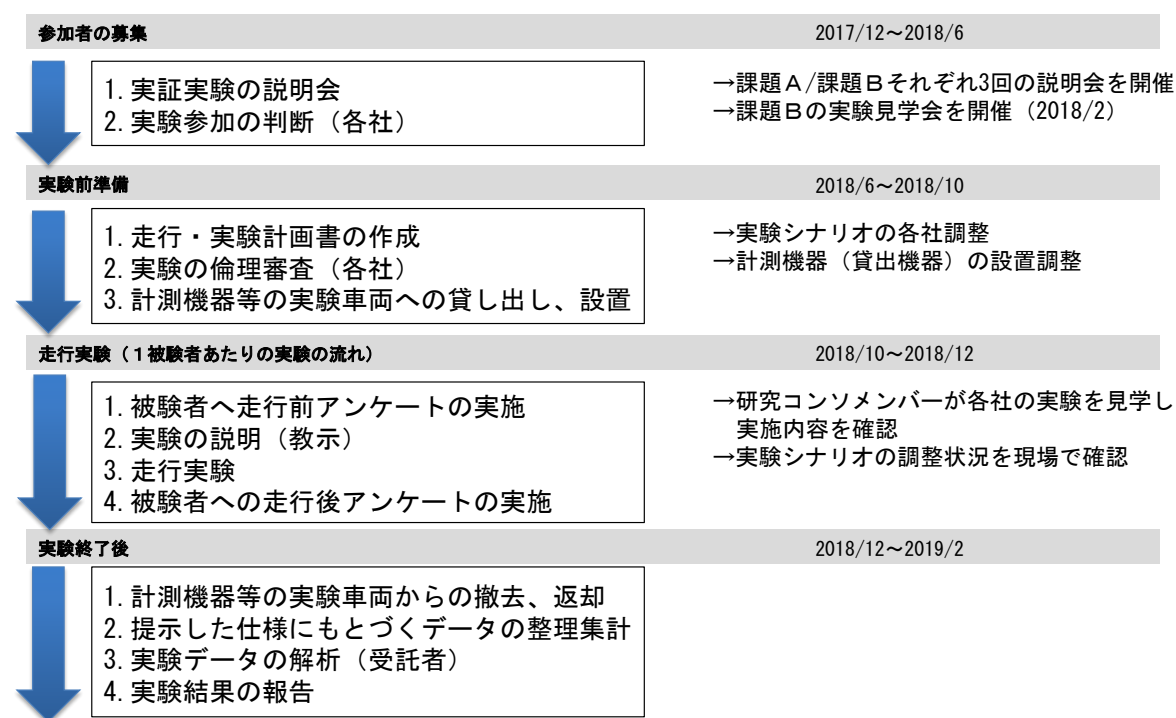 参加者の募集 2017/12～2018/6
1. 実証実験の説明会
2. 実験参加の判断（各社）
→課題Ａ/課題Ｂそれぞれ3回の説明会を開催
→課題Ｂの実験見学会を開催（2018/2）
実験前準備 2018/6～2018/10
1. 走行・実験計画書の作成
2. 実験の倫理審査（各社）
3. 計測機器等の実験車両への貸し出し、設置
→実験シナリオの各社調整
→計測機器（貸出機器）の設置調整
走行実験（１被験者あたりの実験の流れ） 2018/10～2018/12
1. 被験者へ走行前アンケートの実施
2. 実験の説明（教示）
3. 走行実験
4. 被験者への走行後アンケートの実施
→研究コンソメンバーが各社の実験を見学し
実施内容を確認
→実験シナリオの調整状況を現場で確認
実験終了後 2018/12～2019/2
1. 計測機器等の実験車両からの撤去、返却
2. 提示した仕様にもとづくデータの整理集計
3. 実験データの解析（受託者）
4. 実験結果の報告